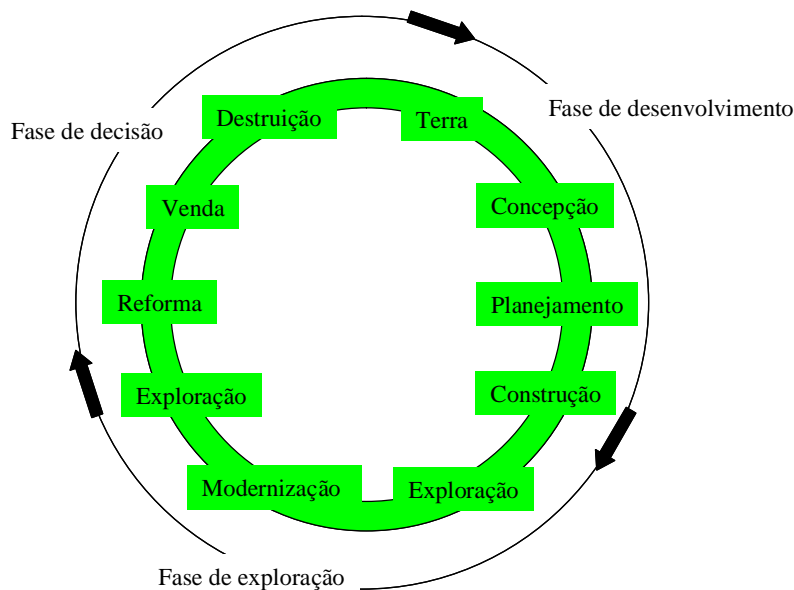 Destruição
Terra
Fase de desenvolvimento
Fase de decisão
Venda
Concepção
Reforma
Planejamento
Exploração
Construção
Modernização
Exploração
Fase de exploração